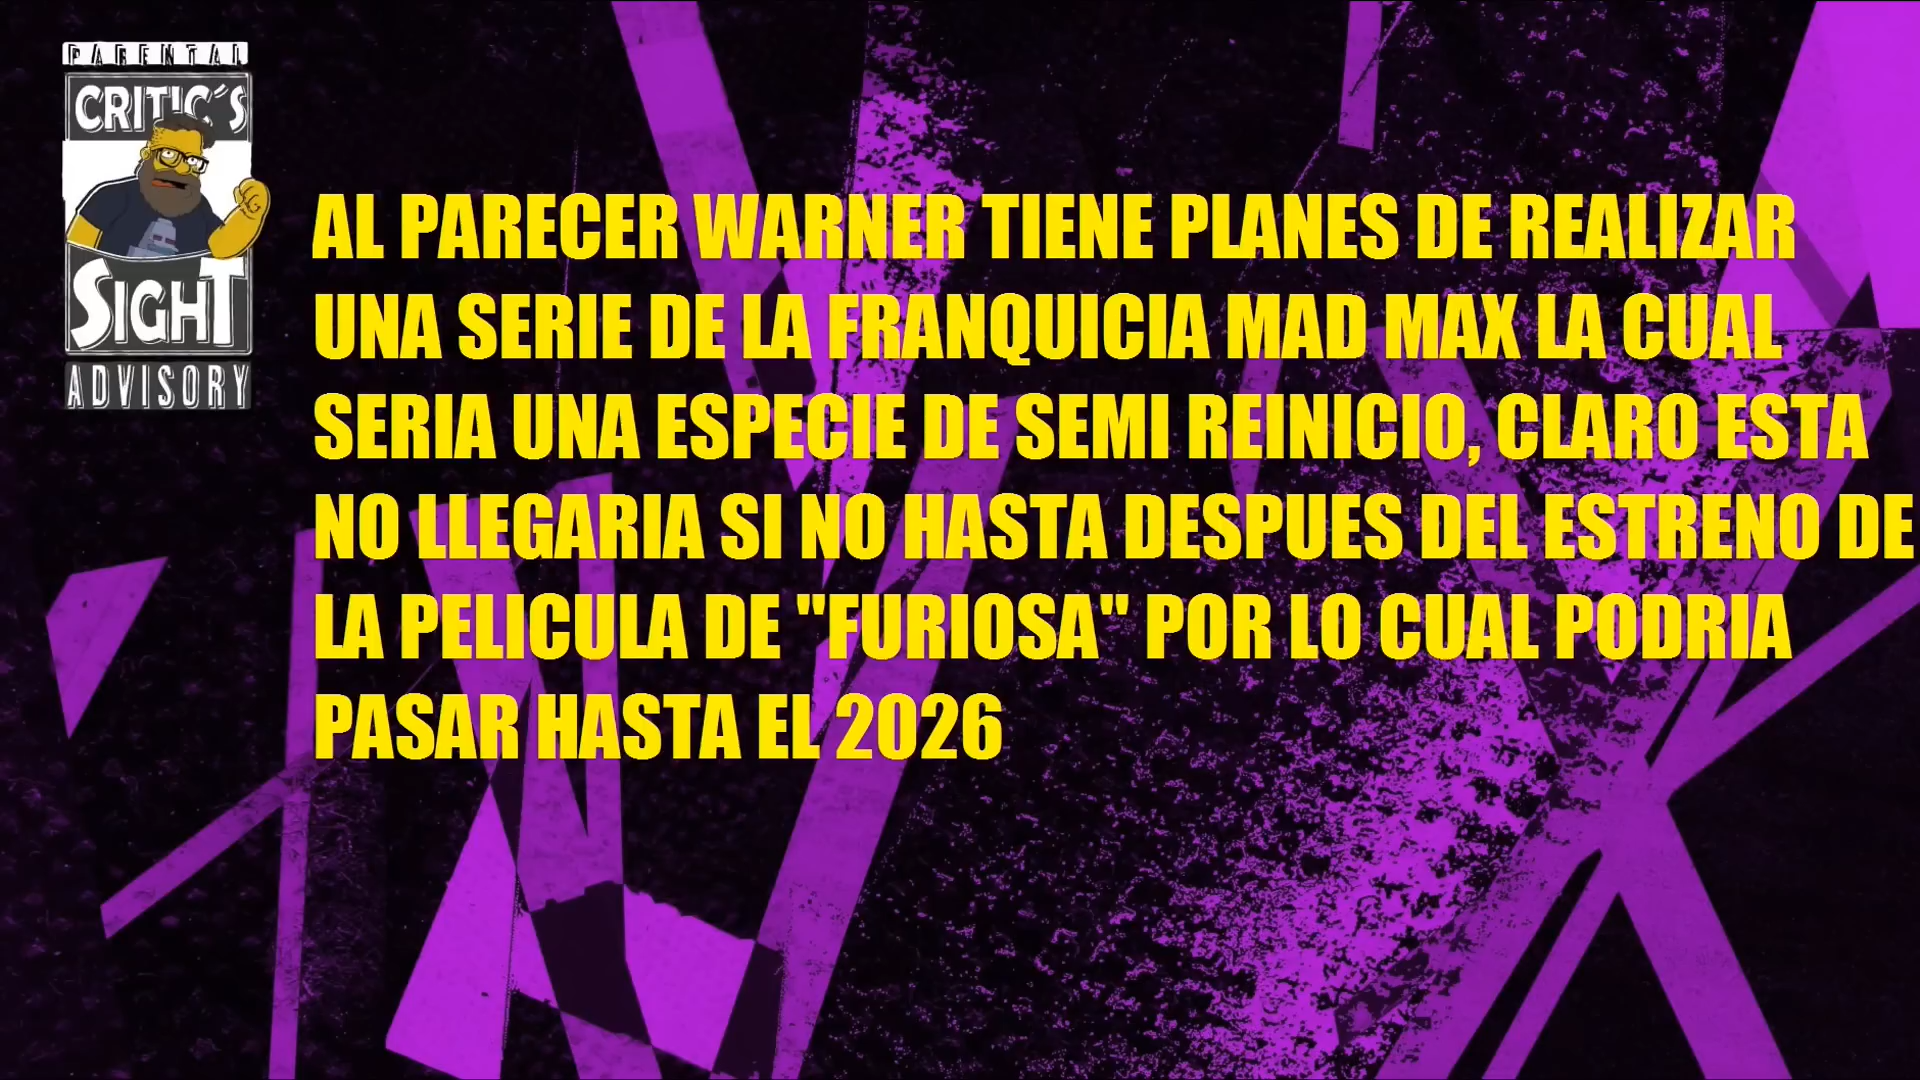 PARENTAL
CRITIC´S
SIGHT
ADVISORY
AL PARECER WARNER TIENE PLANES DE REALIZAR
UNA SERIE DE LA FRANQUICIA MAD MAX LA CUAL
SERIA UNA ESPECIE DE SEMI REINICIO, CLARO ESTA
NO LLEGARIA SI NO HASTA DESPUES DEL ESTRENO DE
LA PELICULA DE "FURIOSA" POR LO CUAL PODRIA
PASAR HASTA EL 2026